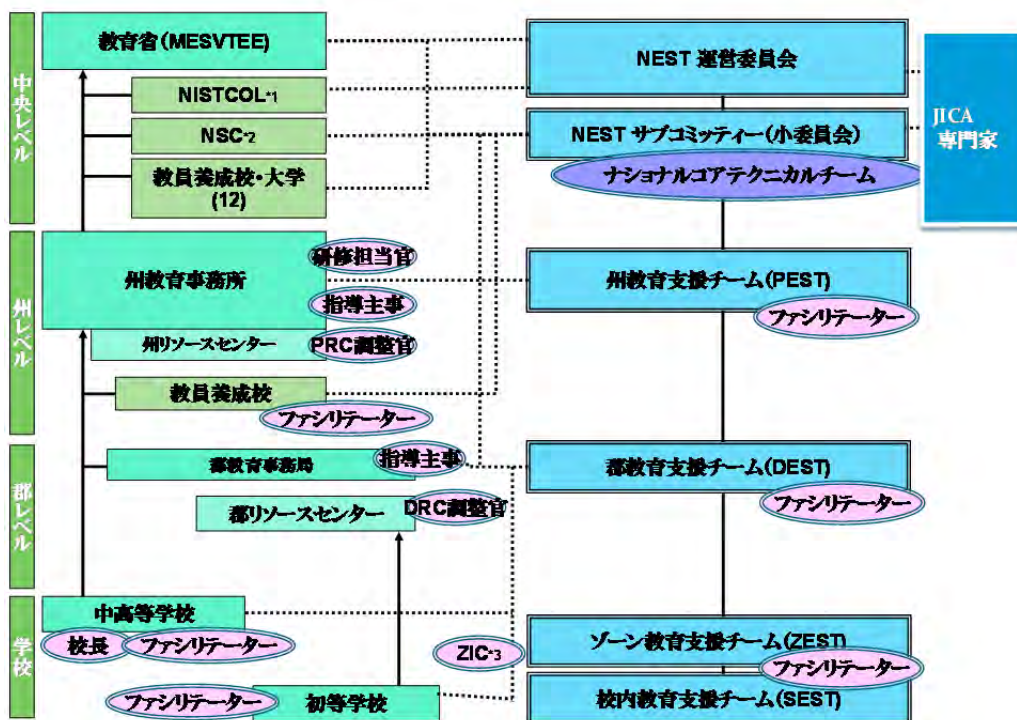 中央レベル
教育省（MESVTEE）
NISTCOL*1
NSC*2
教員養成校・大学
(12)
NEST 運営委員会
NEST サブコミッティー（小委員会）
ナショナルコアテクニカルチーム
JICA
専門家
州レベル
州教育事務所
研修担当官
指導主事
州リソースセンター
PRC調整官
教員養成校
ファシリテーター
州教育支援チーム(PEST)
ファシリテーター
郡レベル
郡教育事務局
指導主事
郡リソースセンター
DRC調整官
郡教育支援チーム(DEST)
ファシリテーター
学校
中高等学校
校長
ファシリテーター
ZIC*3
ファシリテーター
初等学校
ゾーン教育支援チーム(ZEST)
ファシリテーター
校内教育支援チーム(SEST)